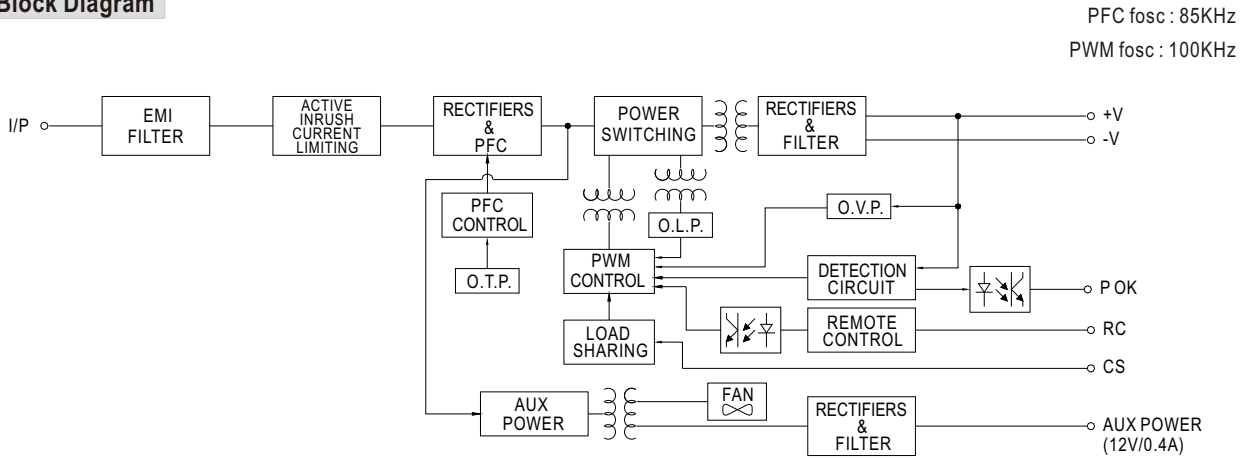 Block Diagram
PFC fosc : 85KHz
PWM fosc : 100KHz
I/P
EMI
FILTER
ACTIVE
INRUSH
CURRENT
LIMITING
RECTIFIERS
&
PFC
POWER
SWITCHING
RECTIFIERS
&
FILTER
+V
-V
PFC
CONTROL
O.L.P.
O.V.P.
O.T.P.
PWM
CONTROL
DETECTION
CIRCUIT
P OK
LOAD
SHARING
REMOTE
CONTROL
RC
CS
AUX
POWER
FAN
RECTIFIERS
&
FILTER
AUX POWER
(12V/0.4A)